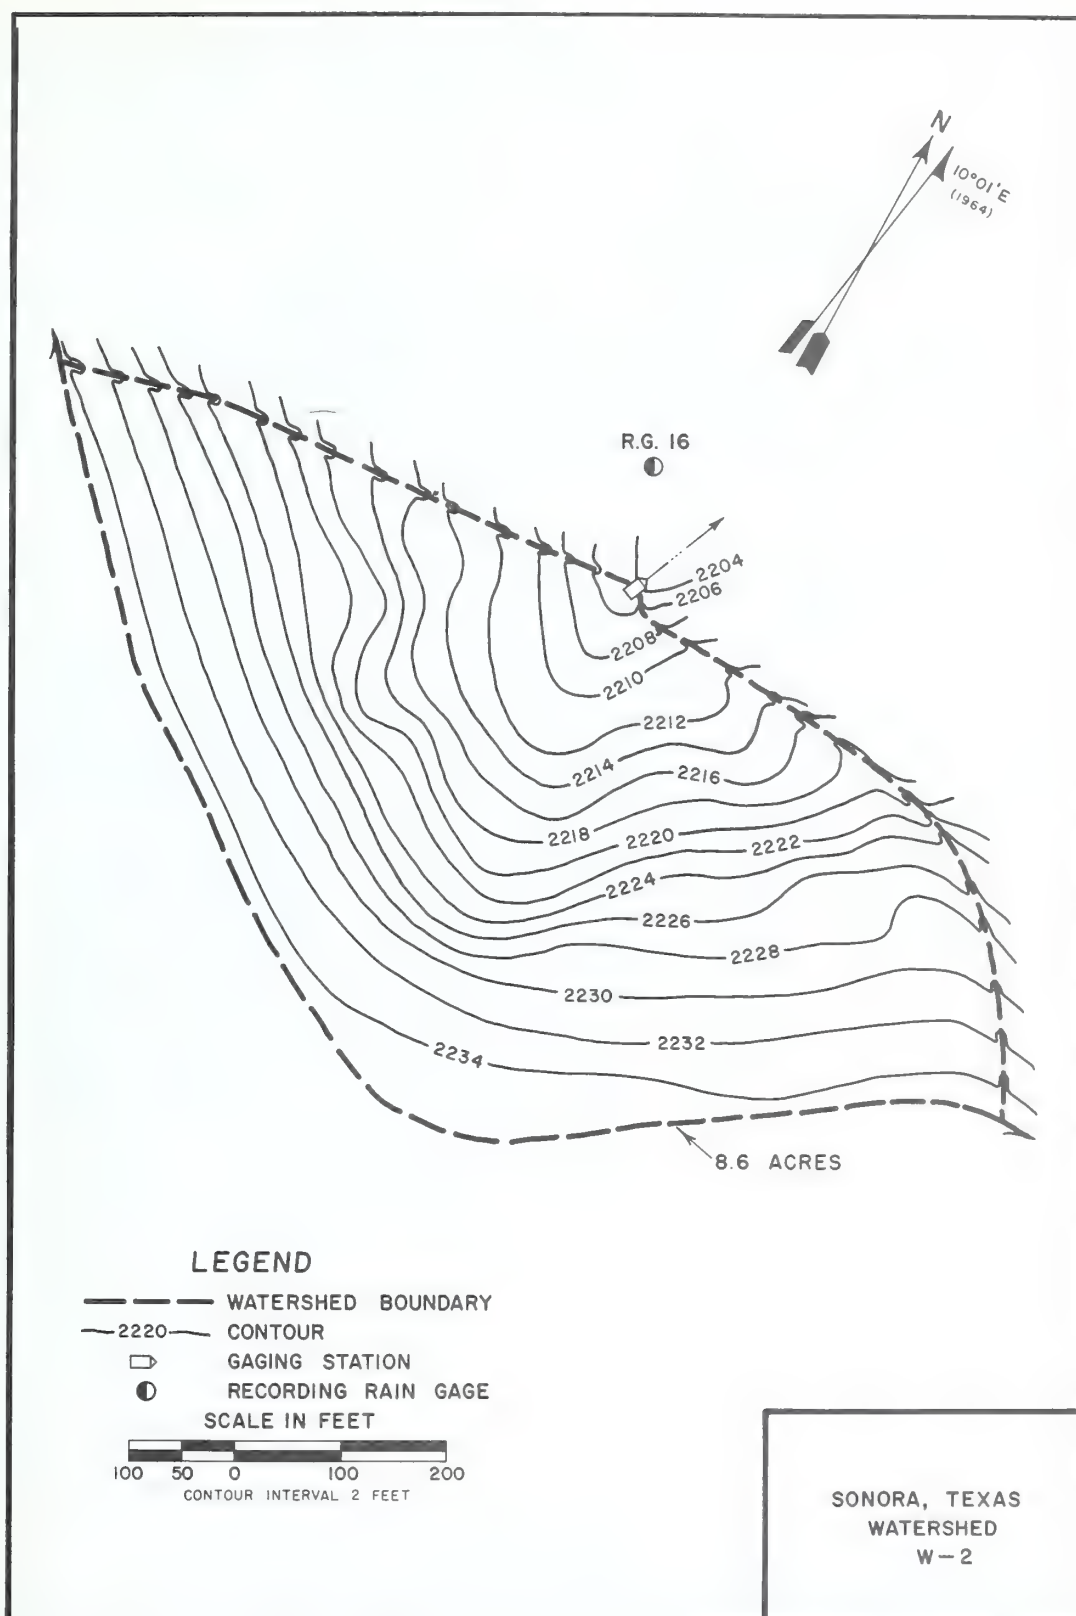 N
10°01'E
(1964)
R.G. 16
2204
2206
2208
2210
2212
2214
2216
2218
2220
2222
2224
2226
2228
2230
2232
2234
8.6 ACRES
LEGEND
WATERSHED BOUNDARY
2220 CONTOUR
GAGING STATION
RECORDING RAIN GAGE
SCALE IN FEET
100 50 0 100 200
CONTOUR INTERVAL 2 FEET
SONORA, TEXAS
WATERSHED
W-2